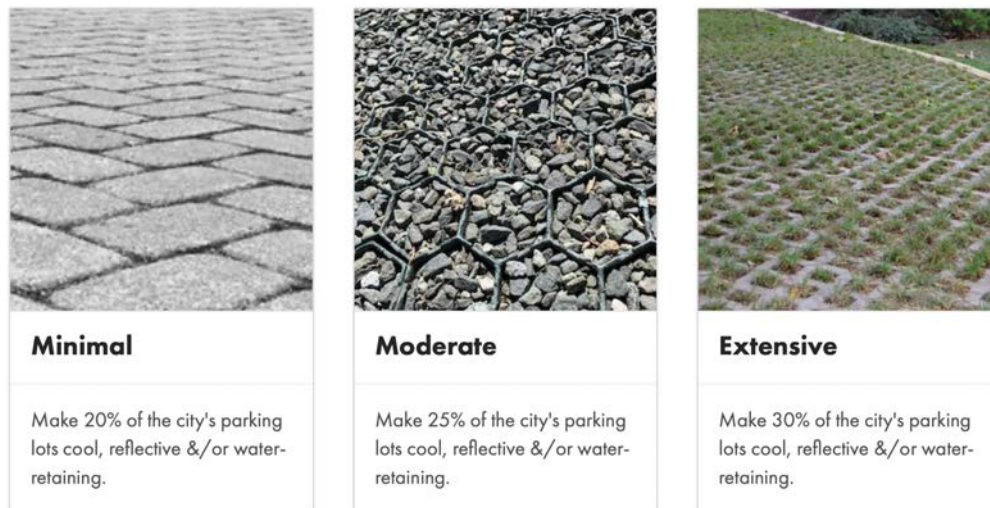 Minimal
Make 20% of the city's parking
lots cool, reflective &/or water-
retaining.
Moderate
Make 25% of the city's parking
lots cool, reflective &/or water-
retaining.
Extensive
Make 30% of the city's parking
lots cool, reflective &/or water-
retaining.